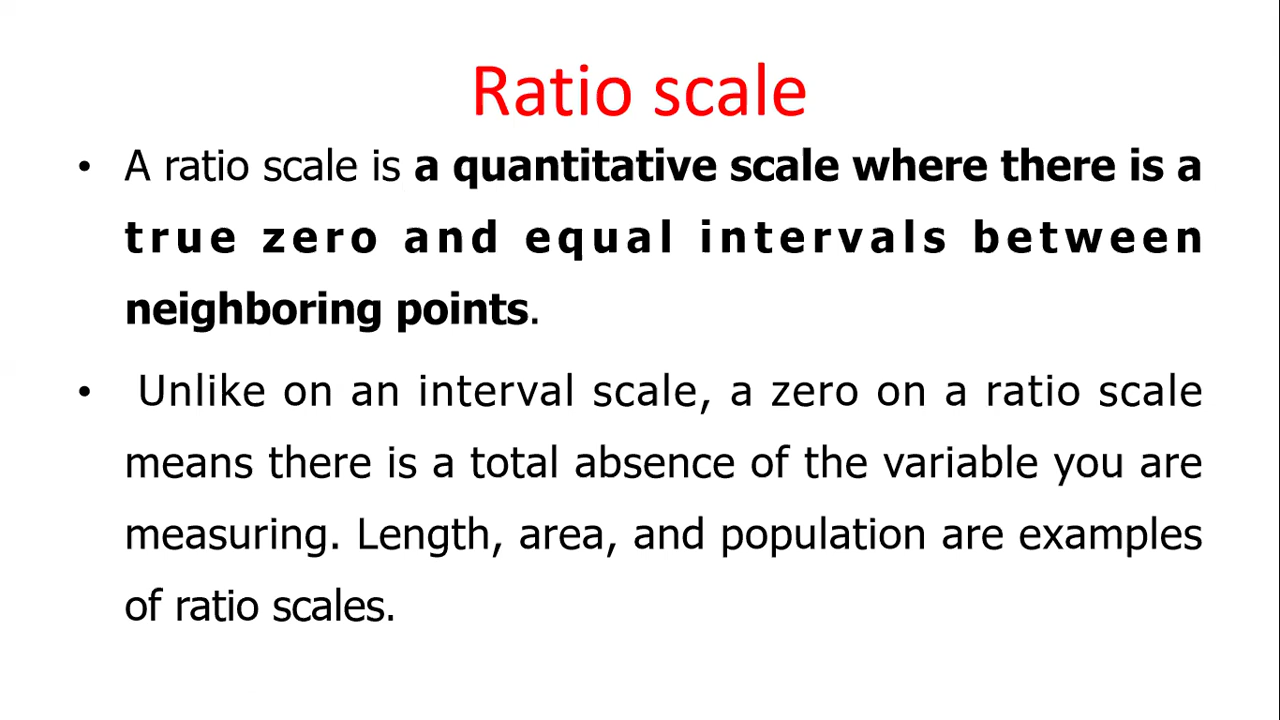 Ratio scale
• A ratio scale is a quantitative scale where there is a
true zero and equal intervals between
neighboring points.
• Unlike on an interval scale, a zero on a ratio scale
means there is a total absence of the variable you are
measuring. Length, area, and population are examples
of ratio scales.